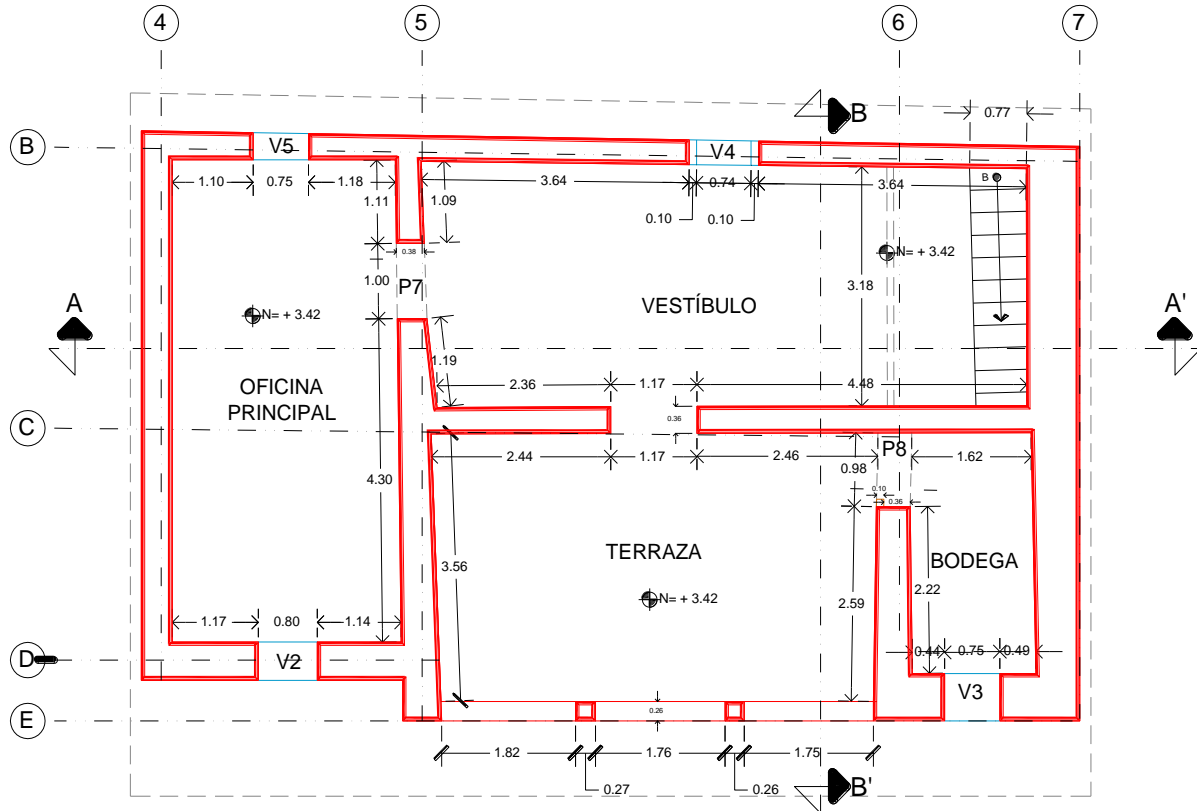 4 5 6 7
B 0.77
B V5 V4
1.10 0.75 1.18 3.64 0.74 3.64 B
1.11 1.09
0.10 0.10
0.38 N= + 3.42
1.00 P7 3.18
A VESTÍBULO A'
N= + 3.42
1.19
OFICINA 2.36 1.17 4.48
PRINCIPAL
0.36
C
2.44 1.17 2.46 0.98 P8 1.62
4.30
0.10
0.36
TERRAZA BODEGA
3.56
2.22
N= + 3.42 2.59
1.17 0.80 1.14
0.44 0.75 0.49
D V2
V3
0.26
E
1.82 1.76 1.75
0.27 0.26 B'